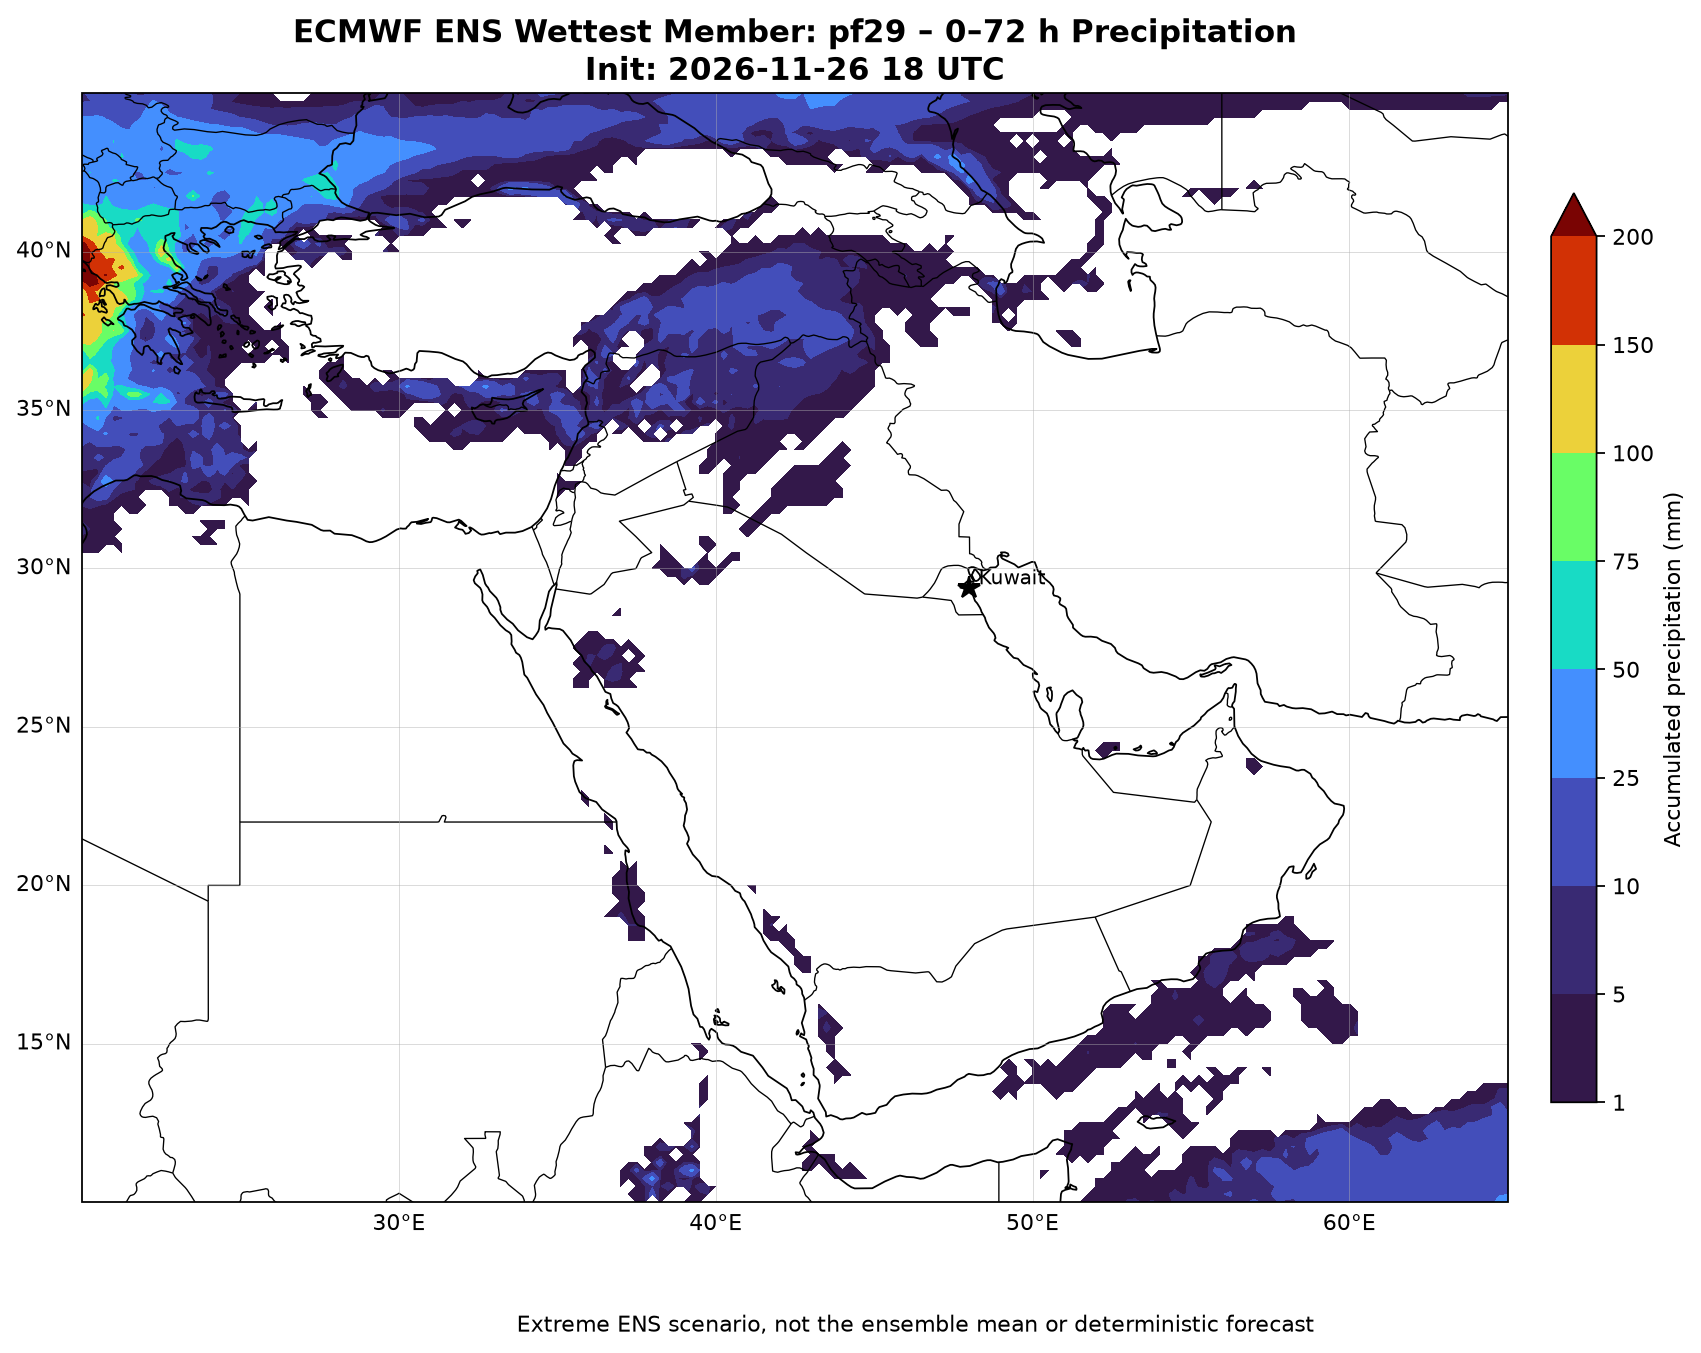 ECMWF ENS Wettest Member: pf29 – 0–72 h Precipitation
Init: 2026-11-26 18 UTC
40°N
35°N
30°N
25°N
20°N
15°N
30°E
40°E
50°E
60°E
Kuwait
200
150
100
75
50
25
10
5
1
Accumulated precipitation (mm)
Extreme ENS scenario, not the ensemble mean or deterministic forecast